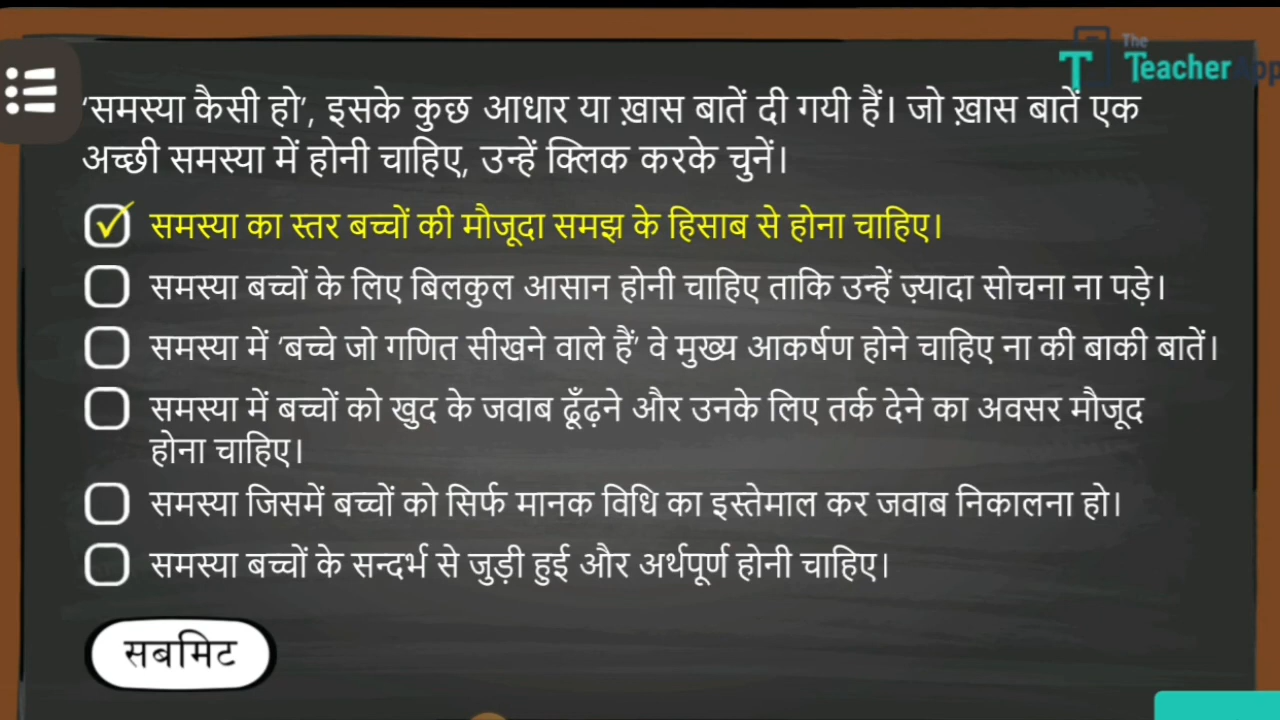 The
Teacher App
‘समस्या कैसी हो’, इसके कुछ आधार या ख़ास बातें दी गयी हैं। जो ख़ास बातें एक
अच्छी समस्या में होनी चाहिए, उन्हें क्लिक करके चुनें।
समस्या का स्तर बच्चों की मौजूदा समझ के हिसाब से होना चाहिए।
समस्या बच्चों के लिए बिलकुल आसान होनी चाहिए ताकि उन्हें ज़्यादा सोचना ना पड़े।
समस्या में ‘बच्चे जो गणित सीखने वाले हैं’ वे मुख्य आकर्षण होने चाहिए ना की बाकी बातें।
समस्या में बच्चों को खुद के जवाब ढूँढ़ने और उनके लिए तर्क देने का अवसर मौजूद
होना चाहिए।
समस्या जिसमें बच्चों को सिर्फ मानक विधि का इस्तेमाल कर जवाब निकालना हो।
समस्या बच्चों के सन्दर्भ से जुड़ी हुई और अर्थपूर्ण होनी चाहिए।
सबमिट